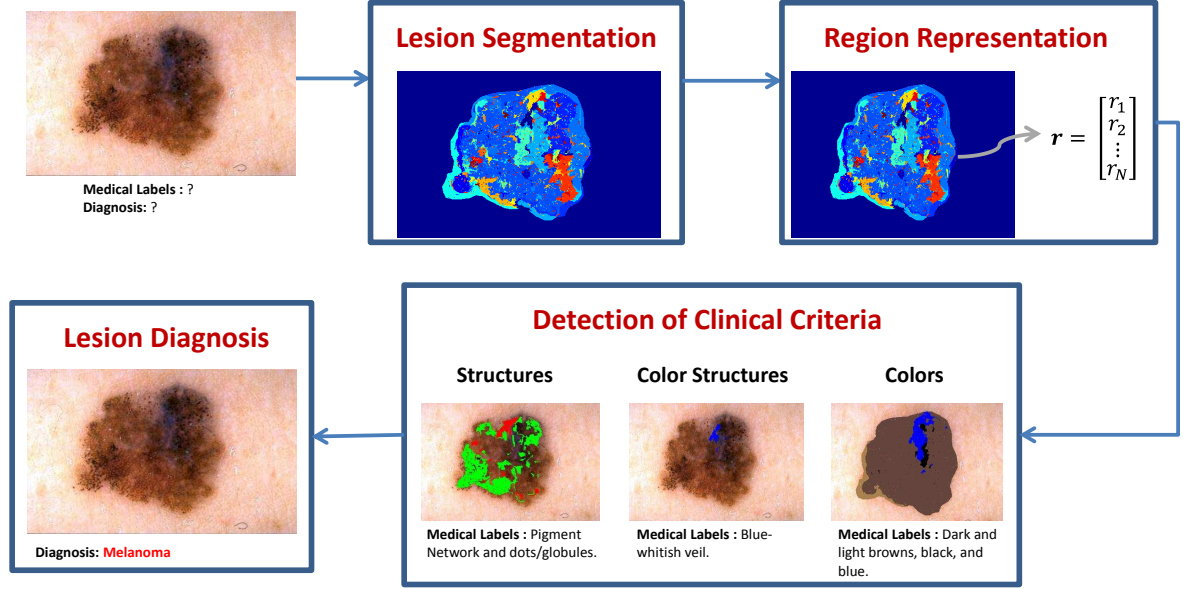 Lesion Segmentation
Region Representation
r = [r1 r2 ⋮ rN]
Medical Labels : ?
Diagnosis: ?
Detection of Clinical Criteria
Structures
Color Structures
Colors
Medical Labels : Pigment
Network and dots/globules.
Medical Labels : Blue-
whitish veil.
Medical Labels : Dark and
light browns, black, and
blue.
Lesion Diagnosis
Diagnosis: Melanoma